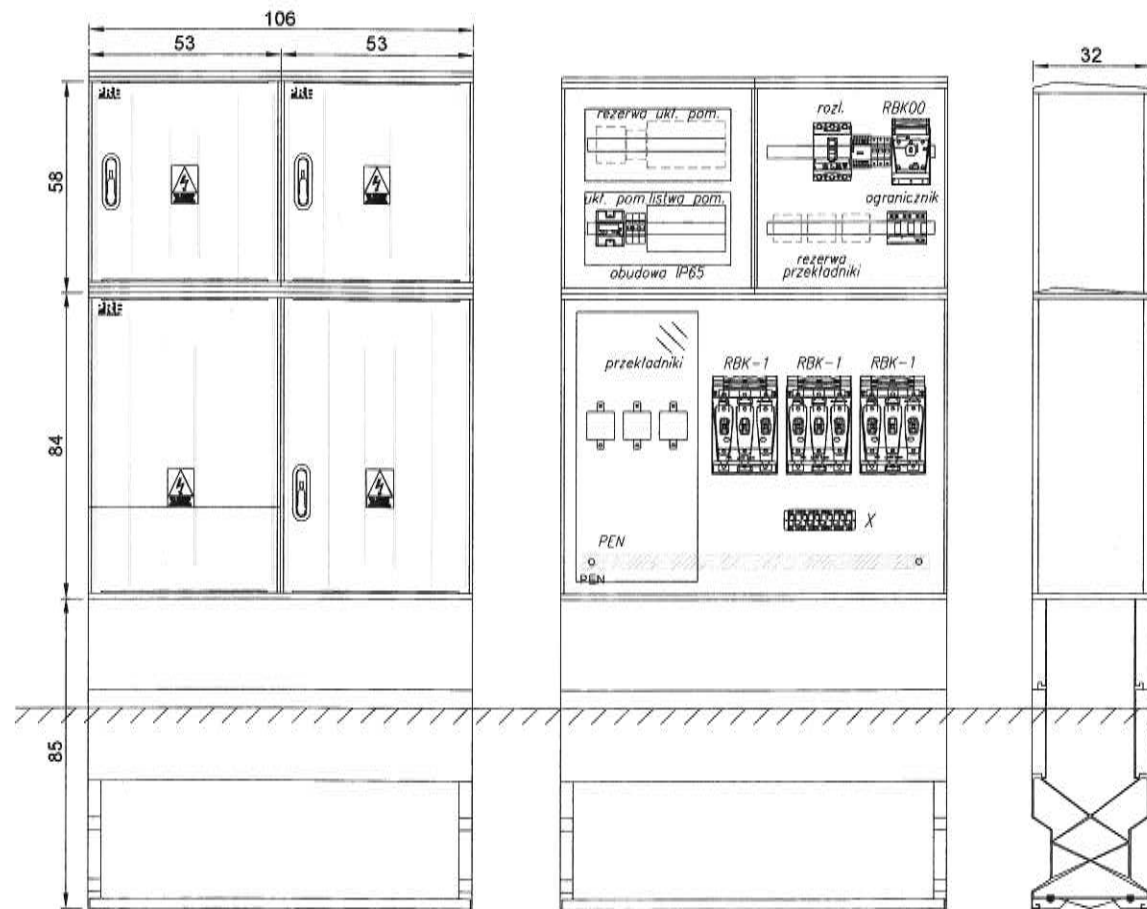 106
53 53
32
58
84
85
PRE PRE
PRE
rezerwa ukł. pom.
ukł. pom listwa pom.
obudowa IP65
rozł. RBK00
ogranicznik
rezerwa
przekładniki
przekładniki
RBK-1 RBK-1 RBK-1
X
PEN
PEN